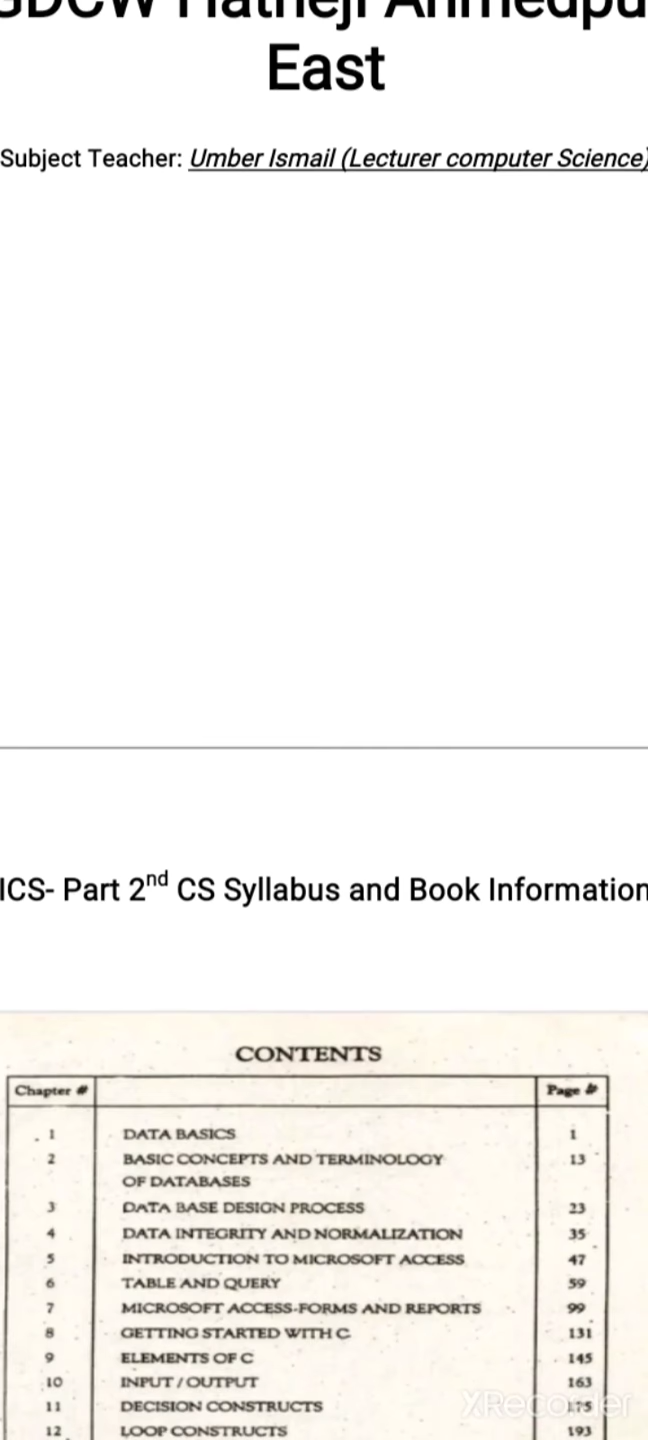 East
Subject Teacher: Umber Ismail (Lecturer computer Science)
ICS- Part 2nd CS Syllabus and Book Information
CONTENTS
Chapter # Page #
1 DATA BASICS 1
2 BASIC CONCEPTS AND TERMINOLOGY 13
OF DATABASES
3 DATA BASE DESIGN PROCESS 23
4 DATA INTEGRITY AND NORMALIZATION 35
5 INTRODUCTION TO MICROSOFT ACCESS 47
6 TABLE AND QUERY 59
7 MICROSOFT ACCESS-FORMS AND REPORTS 99
8 GETTING STARTED WITH C 131
9 ELEMENTS OF C 145
10 INPUT / OUTPUT 163
11 DECISION CONSTRUCTS 175
12 LOOP CONSTRUCTS 193
XRecorder